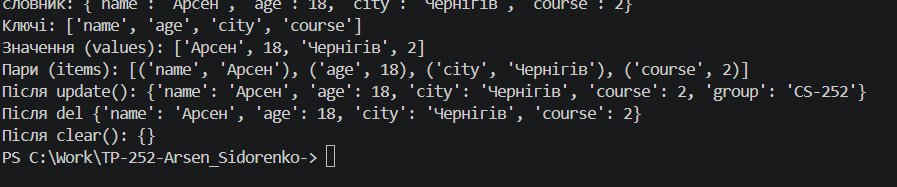 словник: {'name': 'Арсен', 'age': 18, 'city': 'Чернігів', 'course': 2}
Ключі: ['name', 'age', 'city', 'course']
Значення (values): ['Арсен', 18, 'Чернігів', 2]
Пари (items): [('name', 'Арсен'), ('age', 18), ('city', 'Чернігів'), ('course', 2)]
Після update(): {'name': 'Арсен', 'age': 18, 'city': 'Чернігів', 'course': 2, 'group': 'CS-252'}
Після del {'name': 'Арсен', 'age': 18, 'city': 'Чернігів', 'course': 2}
Після clear(): {}
PS C:\Work\TP-252-Arsen_Sidorenko->